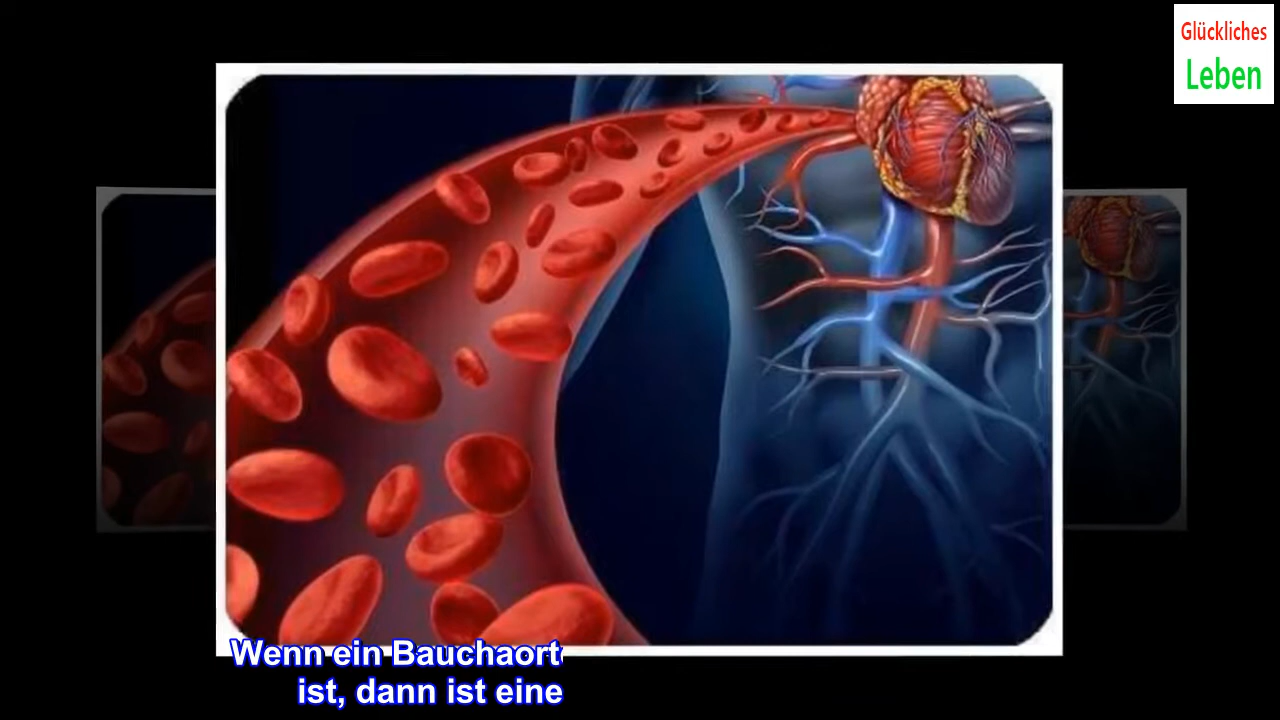 Glückliches
Leben
Wenn ein Bauchaort
ist, dann ist eine